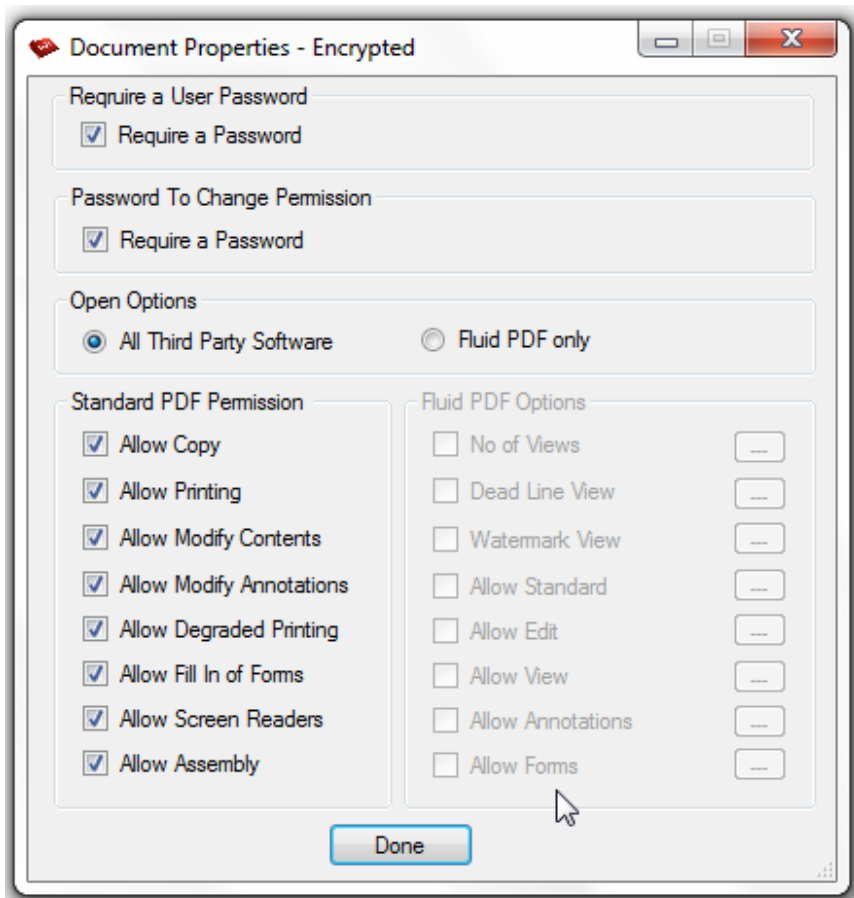 Document Properties - Encrypted
Reqruire a User Password
Require a Password
Password To Change Permission
Require a Password
Open Options
All Third Party Software
Fluid PDF only
Standard PDF Permission
Allow Copy
Allow Printing
Allow Modify Contents
Allow Modify Annotations
Allow Degraded Printing
Allow Fill In of Forms
Allow Screen Readers
Allow Assembly
Fluid PDF Options
No of Views ...
Dead Line View ...
Watermark View ...
Allow Standard ...
Allow Edit ...
Allow View ...
Allow Annotations ...
Allow Forms ...
Done